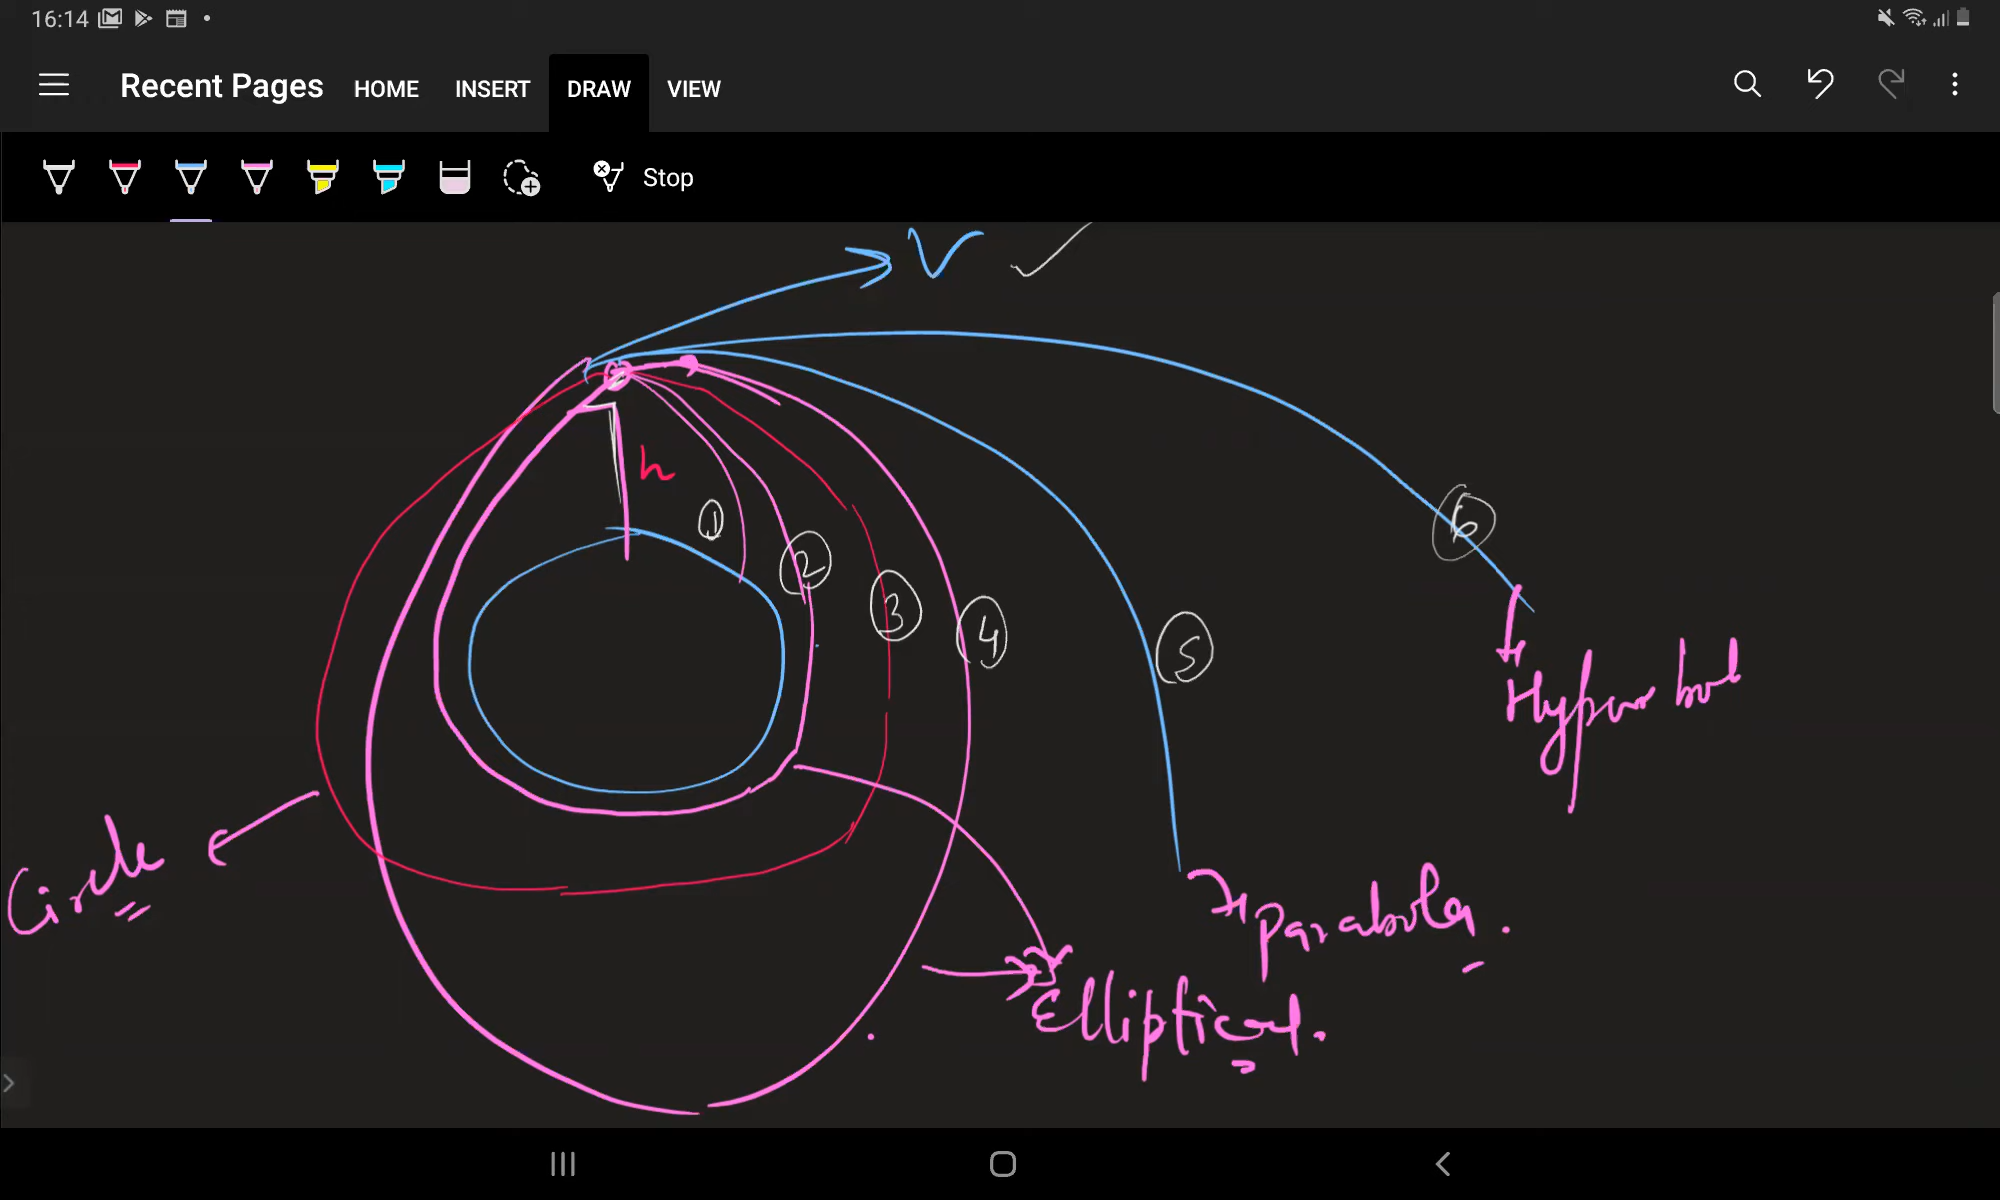 16:14
Recent Pages HOME INSERT DRAW VIEW
Stop
V
h
1
2
3
4
5
6
Hyperbol
Circle
Parabola.
Elliptical.